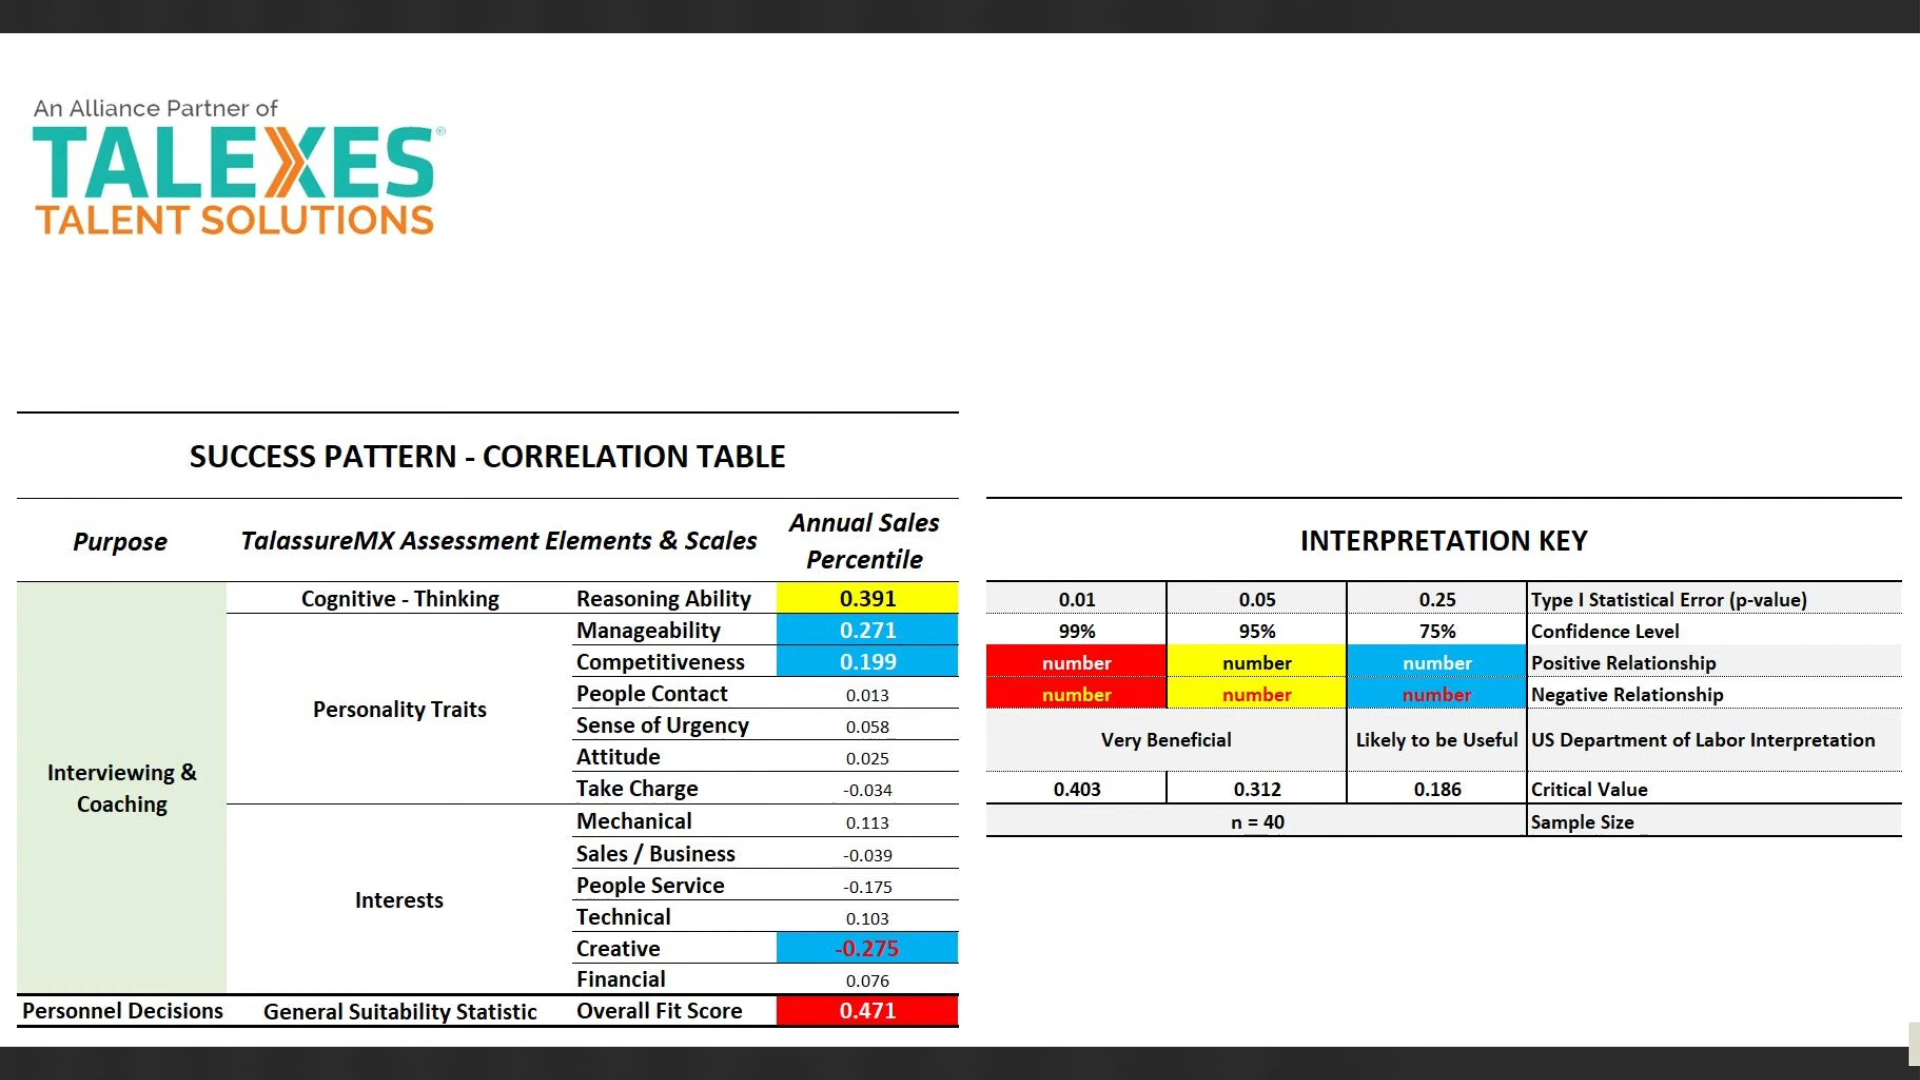 An Alliance Partner of
TALEXES®
TALENT SOLUTIONS
SUCCESS PATTERN - CORRELATION TABLE
Purpose TalassureMX Assessment Elements & Scales Annual Sales Percentile
Cognitive - Thinking Reasoning Ability 0.391
Manageability 0.271
Competitiveness 0.199
People Contact 0.013
Personality Traits
Sense of Urgency 0.058
Attitude 0.025
Interviewing &
Coaching
Take Charge -0.034
Mechanical 0.113
Sales / Business -0.039
People Service -0.175
Interests
Technical 0.103
Creative -0.275
Financial 0.076
Personnel Decisions General Suitability Statistic Overall Fit Score 0.471
INTERPRETATION KEY
0.01 0.05 0.25 Type I Statistical Error (p-value)
99% 95% 75% Confidence Level
number number number Positive Relationship
number number number Negative Relationship
Very Beneficial Likely to be Useful US Department of Labor Interpretation
0.403 0.312 0.186 Critical Value
n = 40 Sample Size